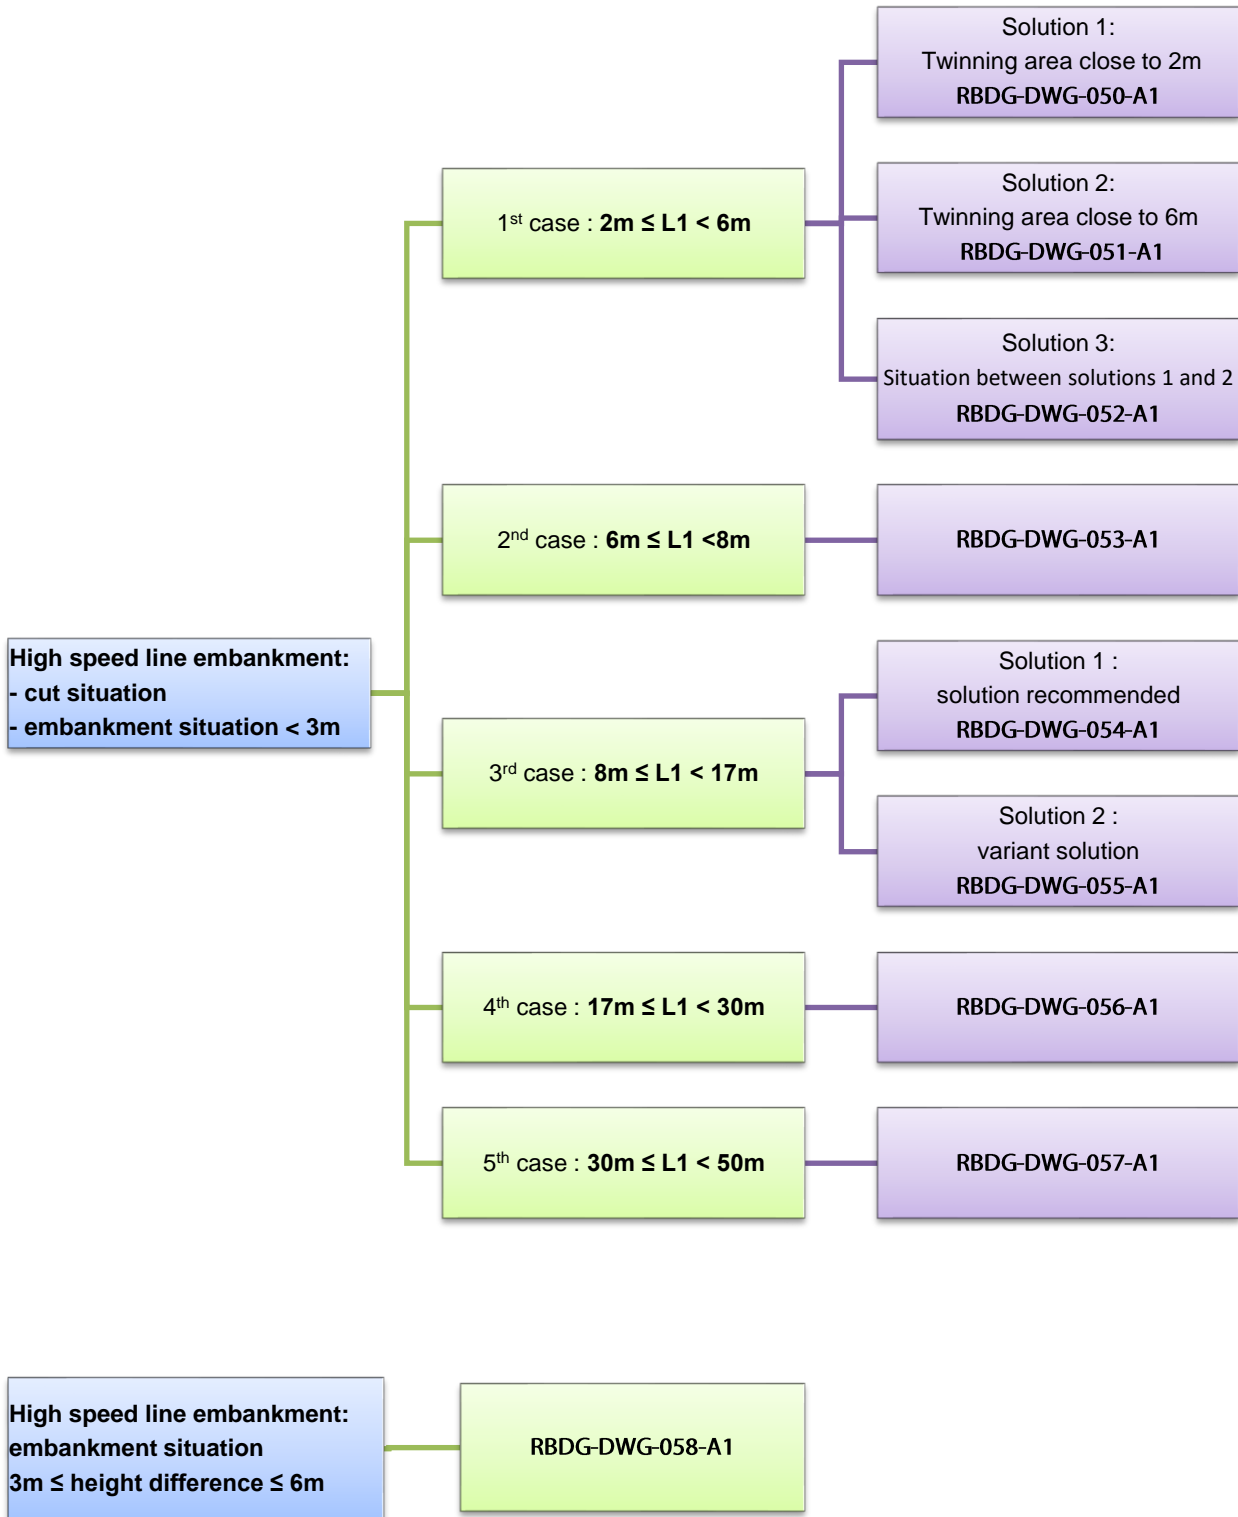 High speed line embankment:
- cut situation
- embankment situation < 3m
1st case : 2m ≤ L1 < 6m
Solution 1:
Twinning area close to 2m
RBDG-DWG-050-A1
Solution 2:
Twinning area close to 6m
RBDG-DWG-051-A1
Solution 3:
Situation between solutions 1 and 2
RBDG-DWG-052-A1
2nd case : 6m ≤ L1 <8m
RBDG-DWG-053-A1
3rd case : 8m ≤ L1 < 17m
Solution 1 :
solution recommended
RBDG-DWG-054-A1
Solution 2 :
variant solution
RBDG-DWG-055-A1
4th case : 17m ≤ L1 < 30m
RBDG-DWG-056-A1
5th case : 30m ≤ L1 < 50m
RBDG-DWG-057-A1
High speed line embankment:
embankment situation
3m ≤ height difference ≤ 6m
RBDG-DWG-058-A1